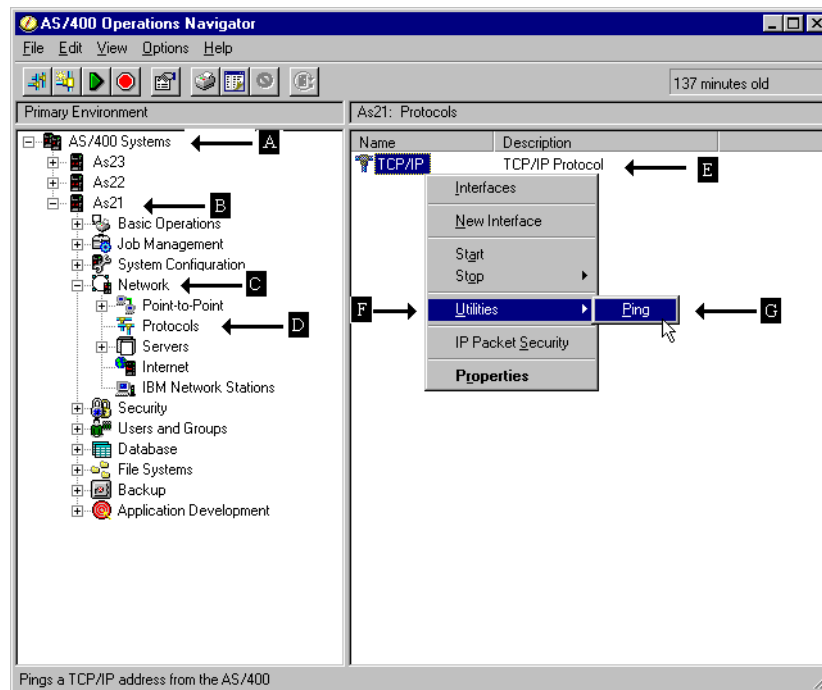 AS/400 Operations Navigator
File Edit View Options Help
137 minutes old
Primary Environment
As21: Protocols
AS/400 Systems
A
As23
As22
As21
B
Basic Operations
Job Management
System Configuration
Network
C
Point-to-Point
Protocols
D
Servers
Internet
IBM Network Stations
Security
Users and Groups
Database
File Systems
Backup
Application Development
Name Description
TCP/IP TCP/IP Protocol
E
Interfaces
New Interface
Start
Stop
F
Utilities
Ping
G
IP Packet Security
Properties
Pings a TCP/IP address from the AS/400